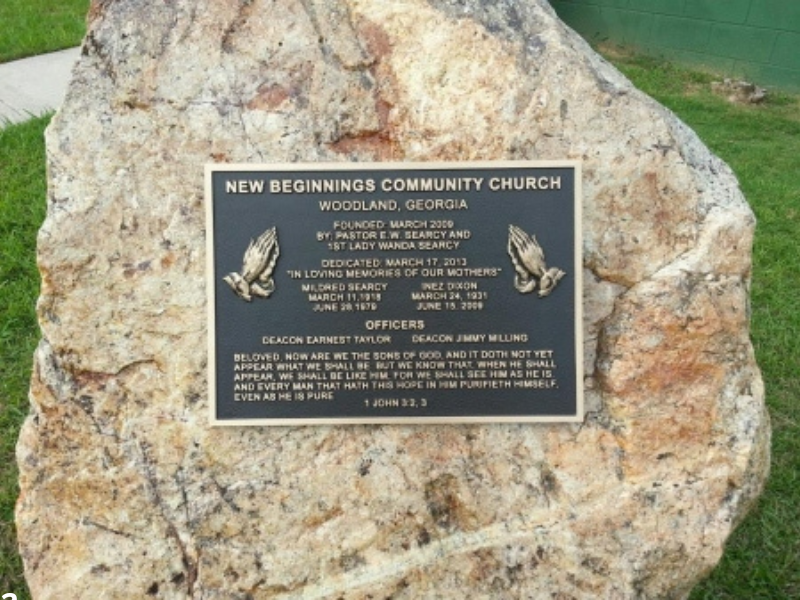 NEW BEGINNINGS COMMUNITY CHURCH
WOODLAND, GEORGIA
FOUNDED: MARCH 2009
BY: PASTOR E.W. SEARCY AND
1ST LADY WANDA SEARCY
DEDICATED: MARCH 17, 2013
"IN LOVING MEMORIES OF OUR MOTHERS"
MILDRED SEARCY INEZ DIXON
MARCH 11,1918 MARCH 24, 1931
JUNE 28,1979 JUNE 15, 2009
OFFICERS
DEACON EARNEST TAYLOR DEACON JIMMY MILLING
BELOVED, NOW ARE WE THE SONS OF GOD, AND IT DOTH NOT YET
APPEAR WHAT WE SHALL BE. BUT WE KNOW THAT, WHEN HE SHALL
APPEAR, WE SHALL BE LIKE HIM, FOR WE SHALL SEE HIM AS HE IS.
AND EVERY MAN THAT HATH THIS HOPE IN HIM PURIFIETH HIMSELF,
EVEN AS HE IS PURE
1 JOHN 3:2, 3